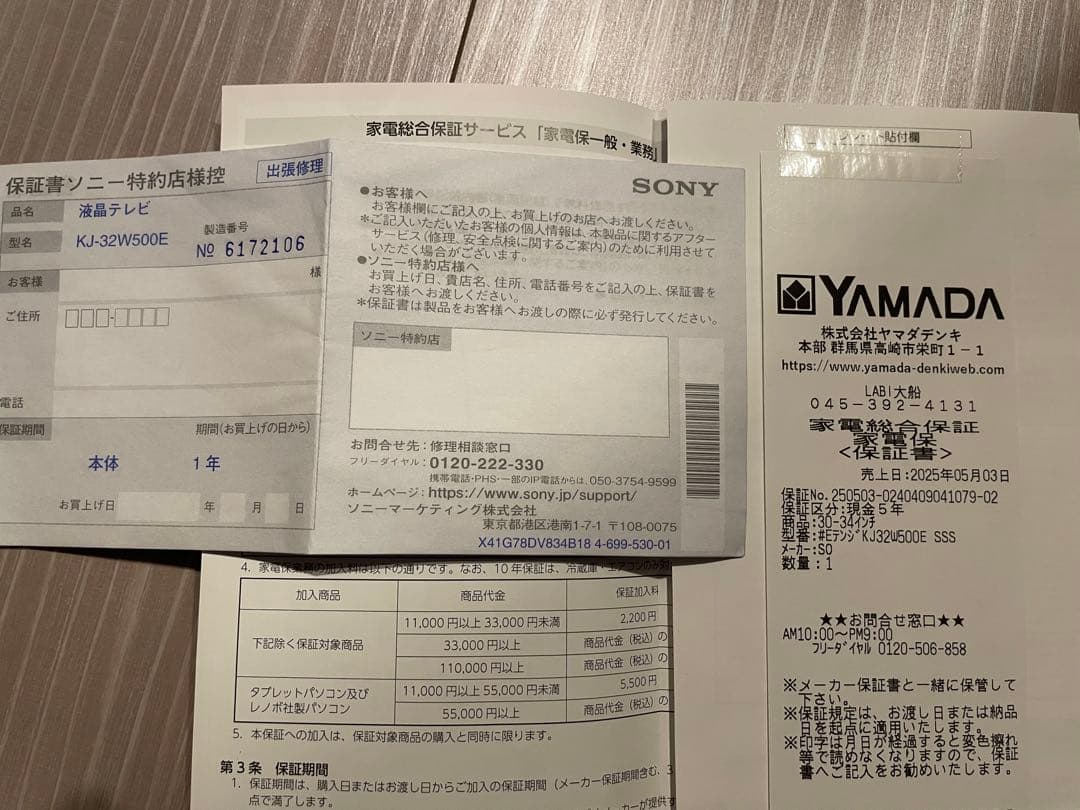 家電総合保証サービス「家電保一般・業務」
保証書ソニー特約店様控
出張修理
品名
液晶テレビ
型名
KJ-32W500E
製造番号
№ 6172106
お客様
様
ご住所
電話
保証期間
期間(お買上げの日から)
本体
1年
お買上げ日
年
月
日
SONY
●お客様へ
お客様欄にご記入の上、お買上げのお店へお渡しください。
*ご記入いただいたお客様の個人情報は、本製品に関するアフター
サービス(修理、安全点検に関するご案内)のために利用させて
いただく場合がございます。
●ソニー特約店様へ
お買上げ日、貴店名、住所、電話番号をご記入の上、保証書を
お客様へお渡しください。
*保証書は製品をお客様へお渡しの際に必ず発行してください。
ソニー特約店
お問合せ先：修理相談窓口
フリーダイヤル：0120-222-330
携帯電話・PHS・一部のIP電話からは、050-3754-9599
ホームページ：https://www.sony.jp/support/
ソニーマーケティング株式会社
東京都港区港南1-7-1 〒108-0075
X41G78DV834B18 4-699-530-01
4. 家電保業務の加入料は以下の通りです。なお、10年保証は、冷蔵庫・エアコンのみ対
加入商品
商品代金
保証加入料
下記除く保証対象商品
11,000円以上 33,000円未満
2,200円
33,000円以上
商品代金（税込）の
110,000円以上
商品代金（税込）の
タブレットパソコン及び
レノボ社製パソコン
11,000円以上 55,000円未満
5,500円
55,000円以上
商品代金（税込）の
5. 本保証への加入は、保証対象商品の購入と同時に限ります。
第3条 保証期間
1. 保証期間は、購入日またはお渡し日からご加入の保証期間（メーカー保証期間含む、3
点で満了します。
貼付欄
YAMADA
株式会社ヤマダデンキ
本部 群馬県高崎市栄町1-1
https://www.yamada-denkiweb.com
LABI大船
045-392-4131
家電総合保証
家電保
<保証書>
売上日:2025年05月03日
保証No.250503-0240409041079-02
保証区分:現金5年
商品:30-34インチ
型番:#EテンジKJ32W500E SSS
メーカー:SO
数量:1
★★お問合せ窓口★★
AM10:00～PM9:00
フリーダイヤル 0120-506-858
※メーカー保証書と一緒に保管して
下さい。
※保証規定は、お渡し日または納品
日を起点に適用いたします。
※印字は月日が経過すると変色擦れ
等で読めなくなりますので、保証
書へご記入をお勧めいたします。